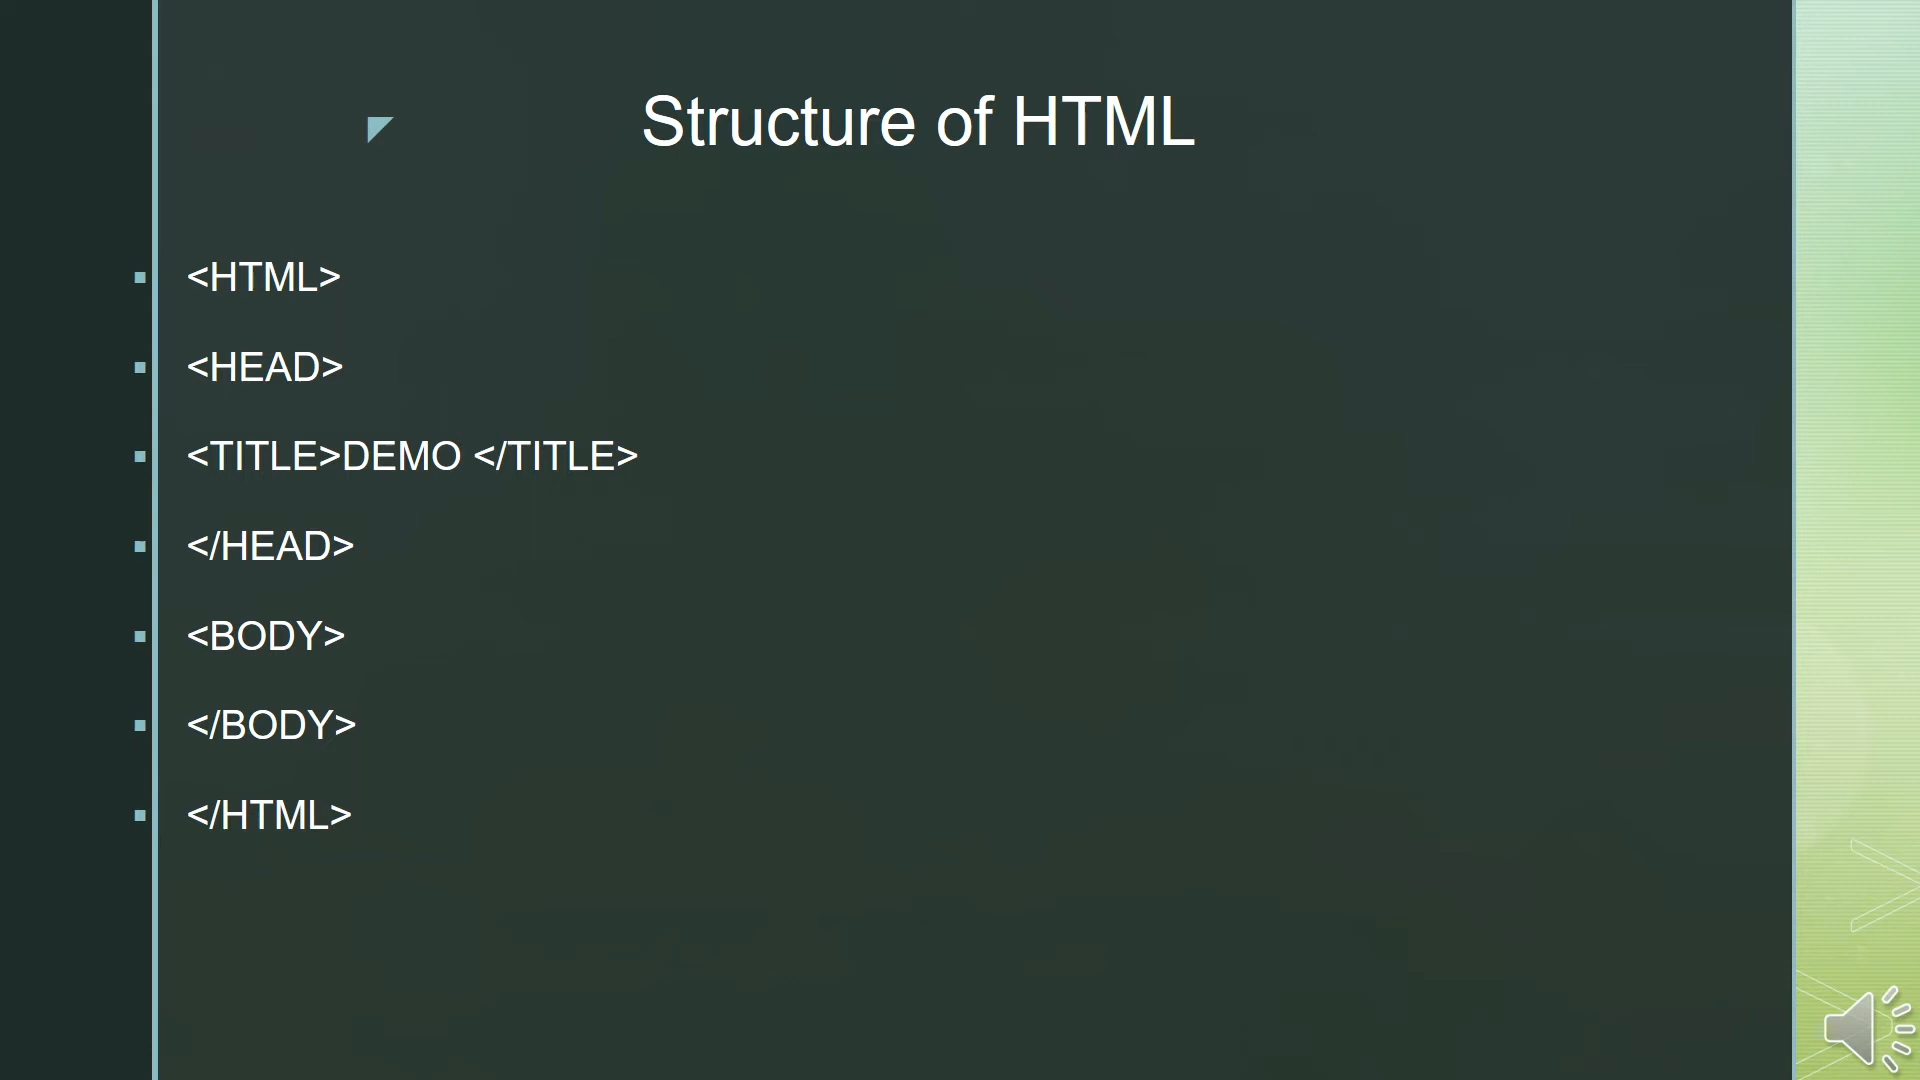 Structure of HTML
<HTML>
<HEAD>
<TITLE>DEMO </TITLE>
</HEAD>
<BODY>
</BODY>
</HTML>